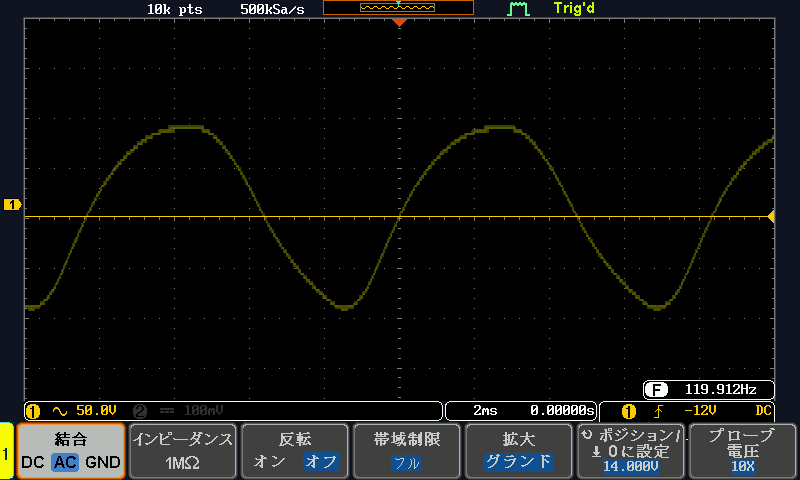 10k pts 500kSa/s Trig'd
1
F 119.912Hz
1 50.0V 2 100mV 2ms 0.00000s 1 -12V DC
1
結合 インピーダンス 反転 帯域制限 拡大 ポジション/ プローブ
↓ 0に設定 電圧
DC AC GND 1MΩ オン オフ フル グランド 14.000V 10X